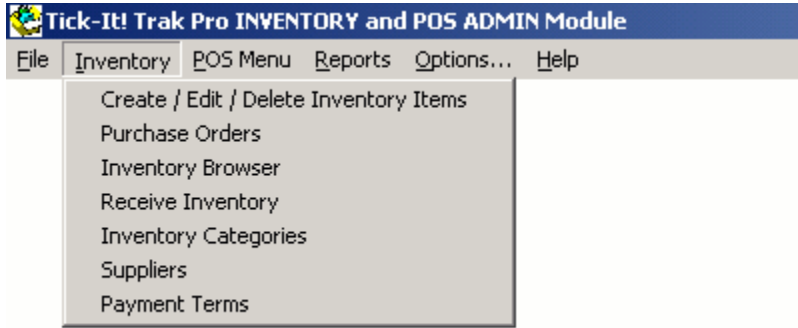 Tick-It! Trak Pro INVENTORY and POS ADMIN Module
File Inventory POS Menu Reports Options... Help
Create / Edit / Delete Inventory Items
Purchase Orders
Inventory Browser
Receive Inventory
Inventory Categories
Suppliers
Payment Terms